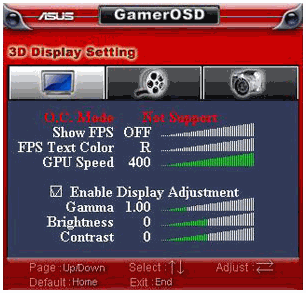 ASUS GamerOSD
3D Display Setting
O.C. Mode Not Support
Show FPS OFF
FPS Text Color R
GPU Speed 400
Enable Display Adjustment
Gamma 1.00
Brightness 0
Contrast 0
Page : Up/Down Select : Adjust :
Default : Home Exit : End